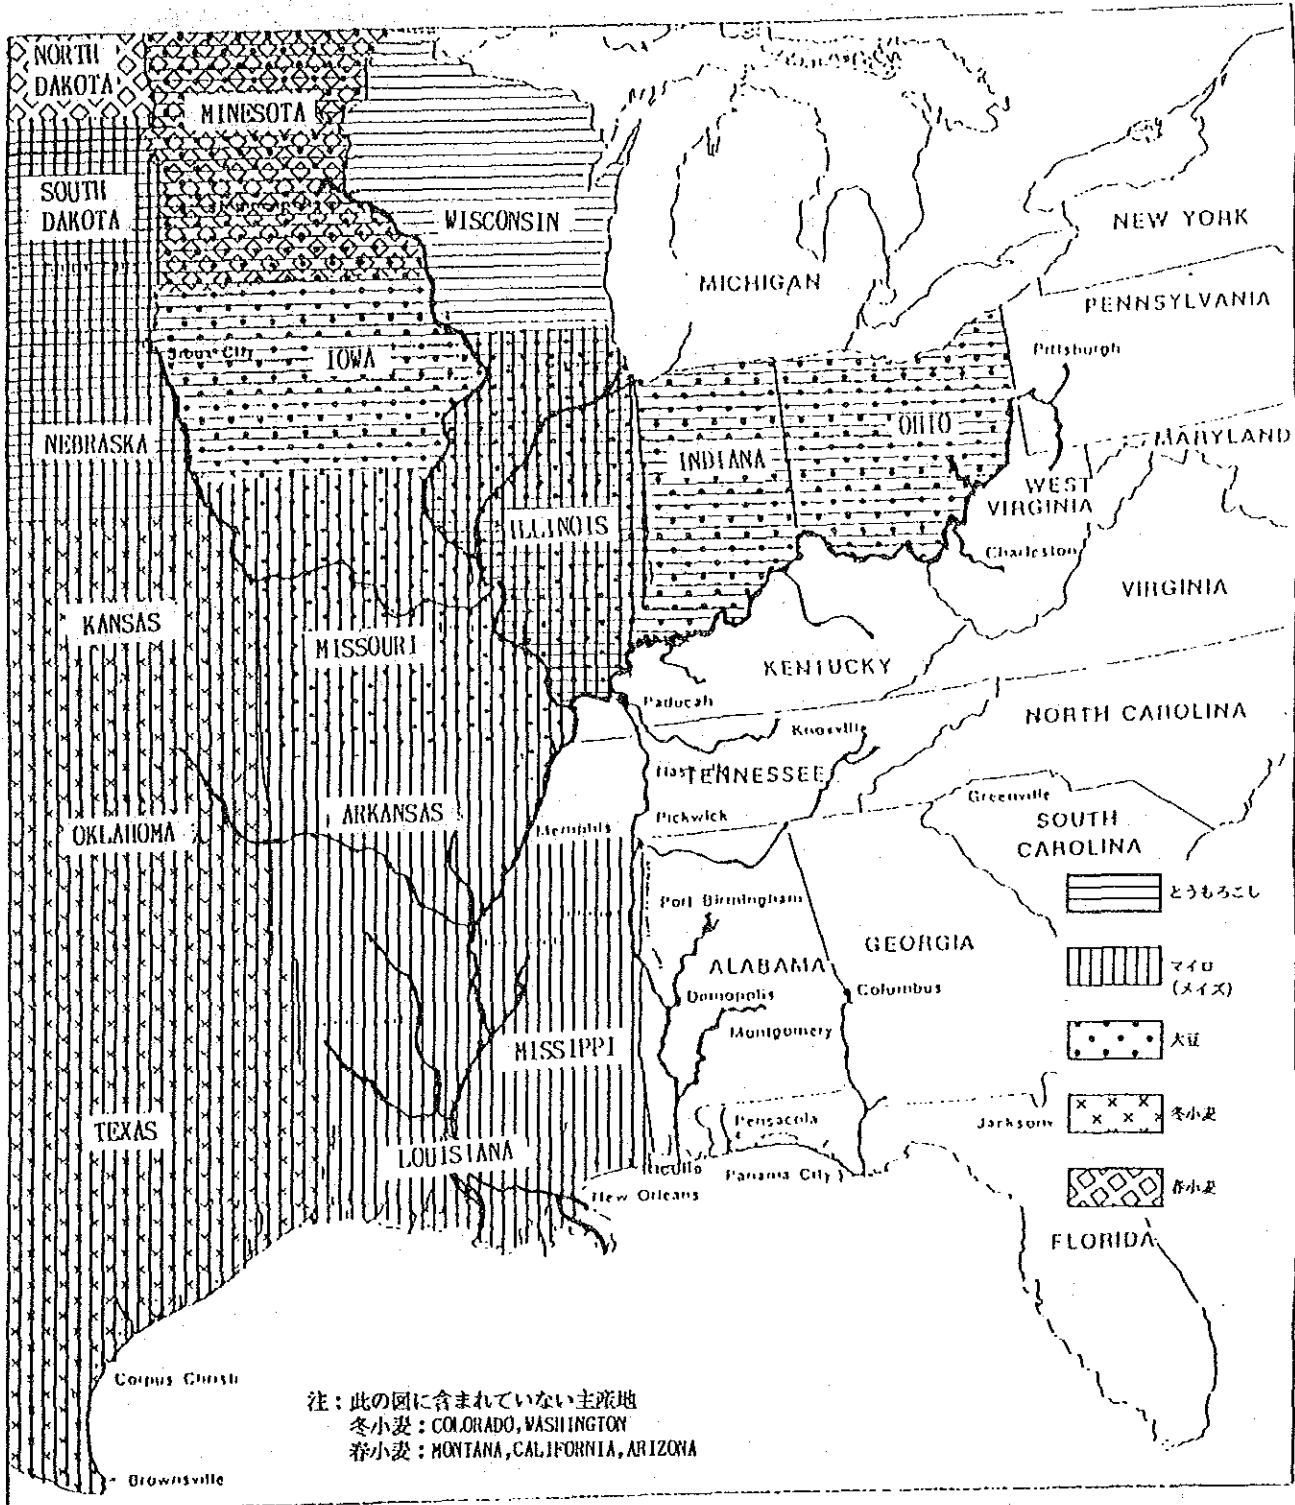 NORTH
DAKOTA
MINESOTA
SOUTH
DAKOTA
WISCONSIN
NEW YORK
MICHIGAN
PENNSYLVANIA
Sioux City
IOWA
Pittsburgh
NEBRASKA
OHIO
MARYLAND
INDIANA
WEST
VIRGINIA
ILLINOIS
Charleston
VIRGINIA
KANSAS
MISSOURI
KENTUCKY
Paducah
NORTH CAROLINA
Knoxville
TENNESSEE
Greenville
ARKANSAS
Memphis
Pickwick
SOUTH
CAROLINA
OKLAHOMA
とうもろこし
Port Birmingham
GEORGIA
ALABAMA
マイロ
(メイズ)
Demopolis
Columbus
Montgomery
MISSIPPI
大豆
Pensacola
Jackson
冬小麦
TEXAS
LOUISIANA
Panama City
New Orleans
春小麦
FLORIDA
Corpus Christi
注：此の図に含まれていない主産地
冬小麦：COLORADO,WASHINGTON
春小麦：MONTANA,CALIFORNIA,ARIZONA
Brownsville